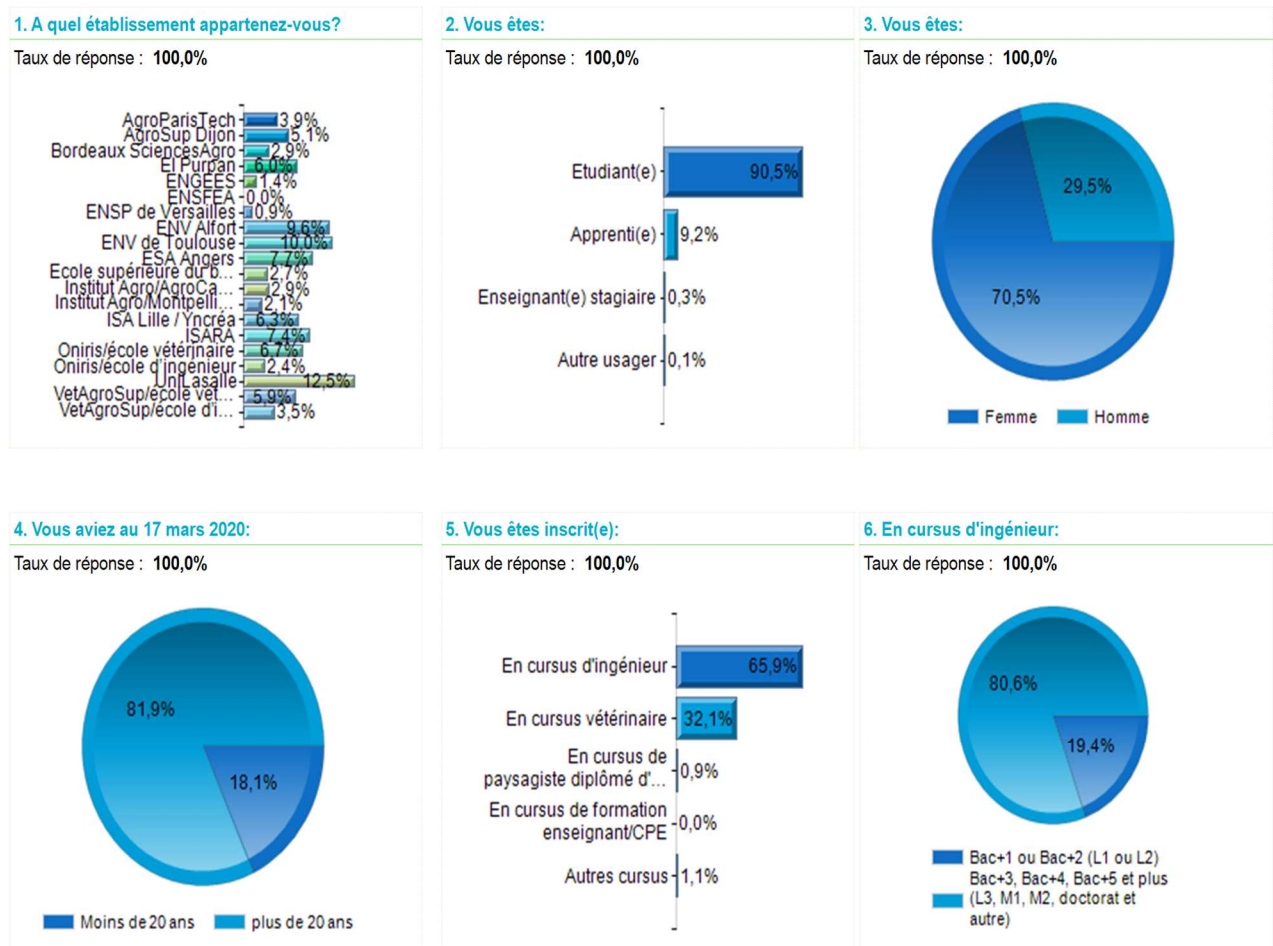 1. A quel établissement appartenez-vous?
Taux de réponse : 100,0%
AgroParisTech 3,9%
AgroSup Dijon 5,1%
Bordeaux SciencesAgro 2,9%
EI Purpan 6,0%
ENGEES 1,4%
ENSFEA 0,0%
ENSP de Versailles 0,9%
ENV Alfort 9,6%
ENV de Toulouse 10,0%
ESA Angers 7,7%
Ecole supérieure du b... 2,7%
Institut Agro/AgroCa... 2,9%
Institut Agro/Montpelli... 2,1%
ISA Lille / Yncréa 6,3%
ISARA 7,4%
Oniris/école vétérinaire 6,7%
Oniris/école d'ingenieur 2,4%
UniLasalle 12,5%
VetAgroSup/école vét... 5,9%
VetAgroSup/école d'i... 3,5%
2. Vous êtes:
Taux de réponse : 100,0%
Etudiant(e) 90,5%
Apprenti(e) 9,2%
Enseignant(e) stagiaire 0,3%
Autre usager 0,1%
3. Vous êtes:
Taux de réponse : 100,0%
29,5%
70,5%
Femme Homme
4. Vous aviez au 17 mars 2020:
Taux de réponse : 100,0%
81,9%
18,1%
Moins de 20 ans plus de 20 ans
5. Vous êtes inscrit(e):
Taux de réponse : 100,0%
En cursus d'ingénieur 65,9%
En cursus vétérinaire 32,1%
En cursus de
paysagiste diplômé d'... 0,9%
En cursus de formation
enseignant/CPE 0,0%
Autres cursus 1,1%
6. En cursus d'ingénieur:
Taux de réponse : 100,0%
80,6%
19,4%
Bac+1 ou Bac+2 (L1 ou L2)
Bac+3, Bac+4, Bac+5 et plus
(L3, M1, M2, doctorat et
autre)